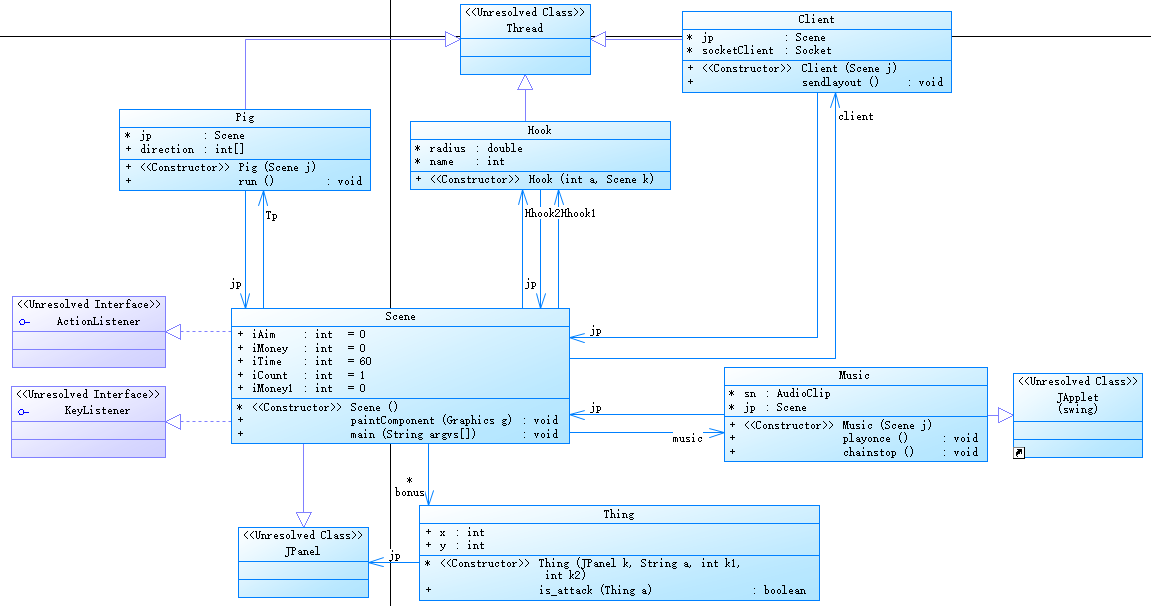 <<Unresolved Class>>
Thread
Client
* jp : Scene
* socketClient : Socket
+ <<Constructor>> Client (Scene j)
+ sendlayout () : void
client
Pig
* jp : Scene
+ direction : int[]
+ <<Constructor>> Pig (Scene j)
+ run () : void
Hook
* radius : double
* name : int
+ <<Constructor>> Hook (int a, Scene k)
Tp
Hhook2
Hhook1
jp
jp
<<Unresolved Interface>>
ActionListener
Scene
+ iAim : int = 0
+ iMoney : int = 0
+ iTime : int = 60
+ iCount : int = 1
+ iMoney1 : int = 0
* <<Constructor>> Scene ()
+ paintComponent (Graphics g) : void
+ main (String argvs[]) : void
jp
<<Unresolved Interface>>
KeyListener
Music
* sn : AudioClip
* jp : Scene
+ <<Constructor>> Music (Scene j)
+ playonce () : void
+ chainstop () : void
<<Unresolved Class>>
JApplet
(swing)
jp
music
*
bonus
<<Unresolved Class>>
JPanel
jp
Thing
+ x : int
+ y : int
* <<Constructor>> Thing (JPanel k, String a, int k1,
int k2)
+ is_attack (Thing a) : boolean